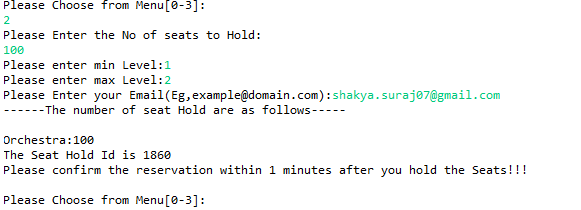 Please Choose from Menu[0-3]:
2
Please Enter the No of seats to Hold:
100
Please enter min Level:1
Please enter max Level:2
Please Enter your Email(Eg,example@domain.com):shakya.suraj07@gmail.com
------The number of seat Hold are as follows-----
Orchestra:100
The Seat Hold Id is 1860
Please confirm the reservation within 1 minutes after you hold the Seats!!!
Please Choose from Menu[0-3]: